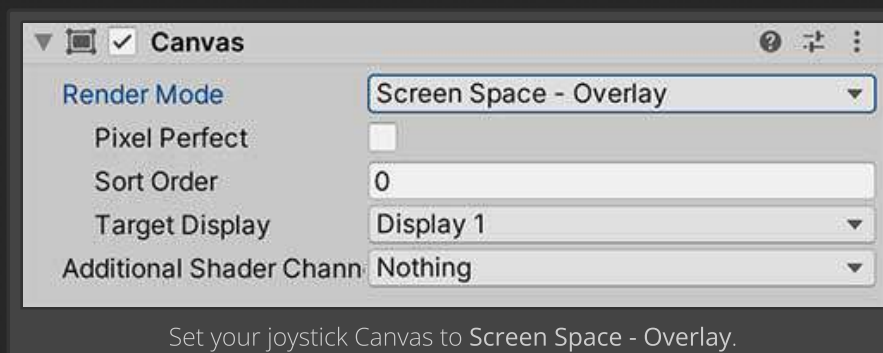 Canvas
Render Mode Screen Space - Overlay
Pixel Perfect
Sort Order 0
Target Display Display 1
Additional Shader Chann Nothing
Set your joystick Canvas to Screen Space - Overlay.